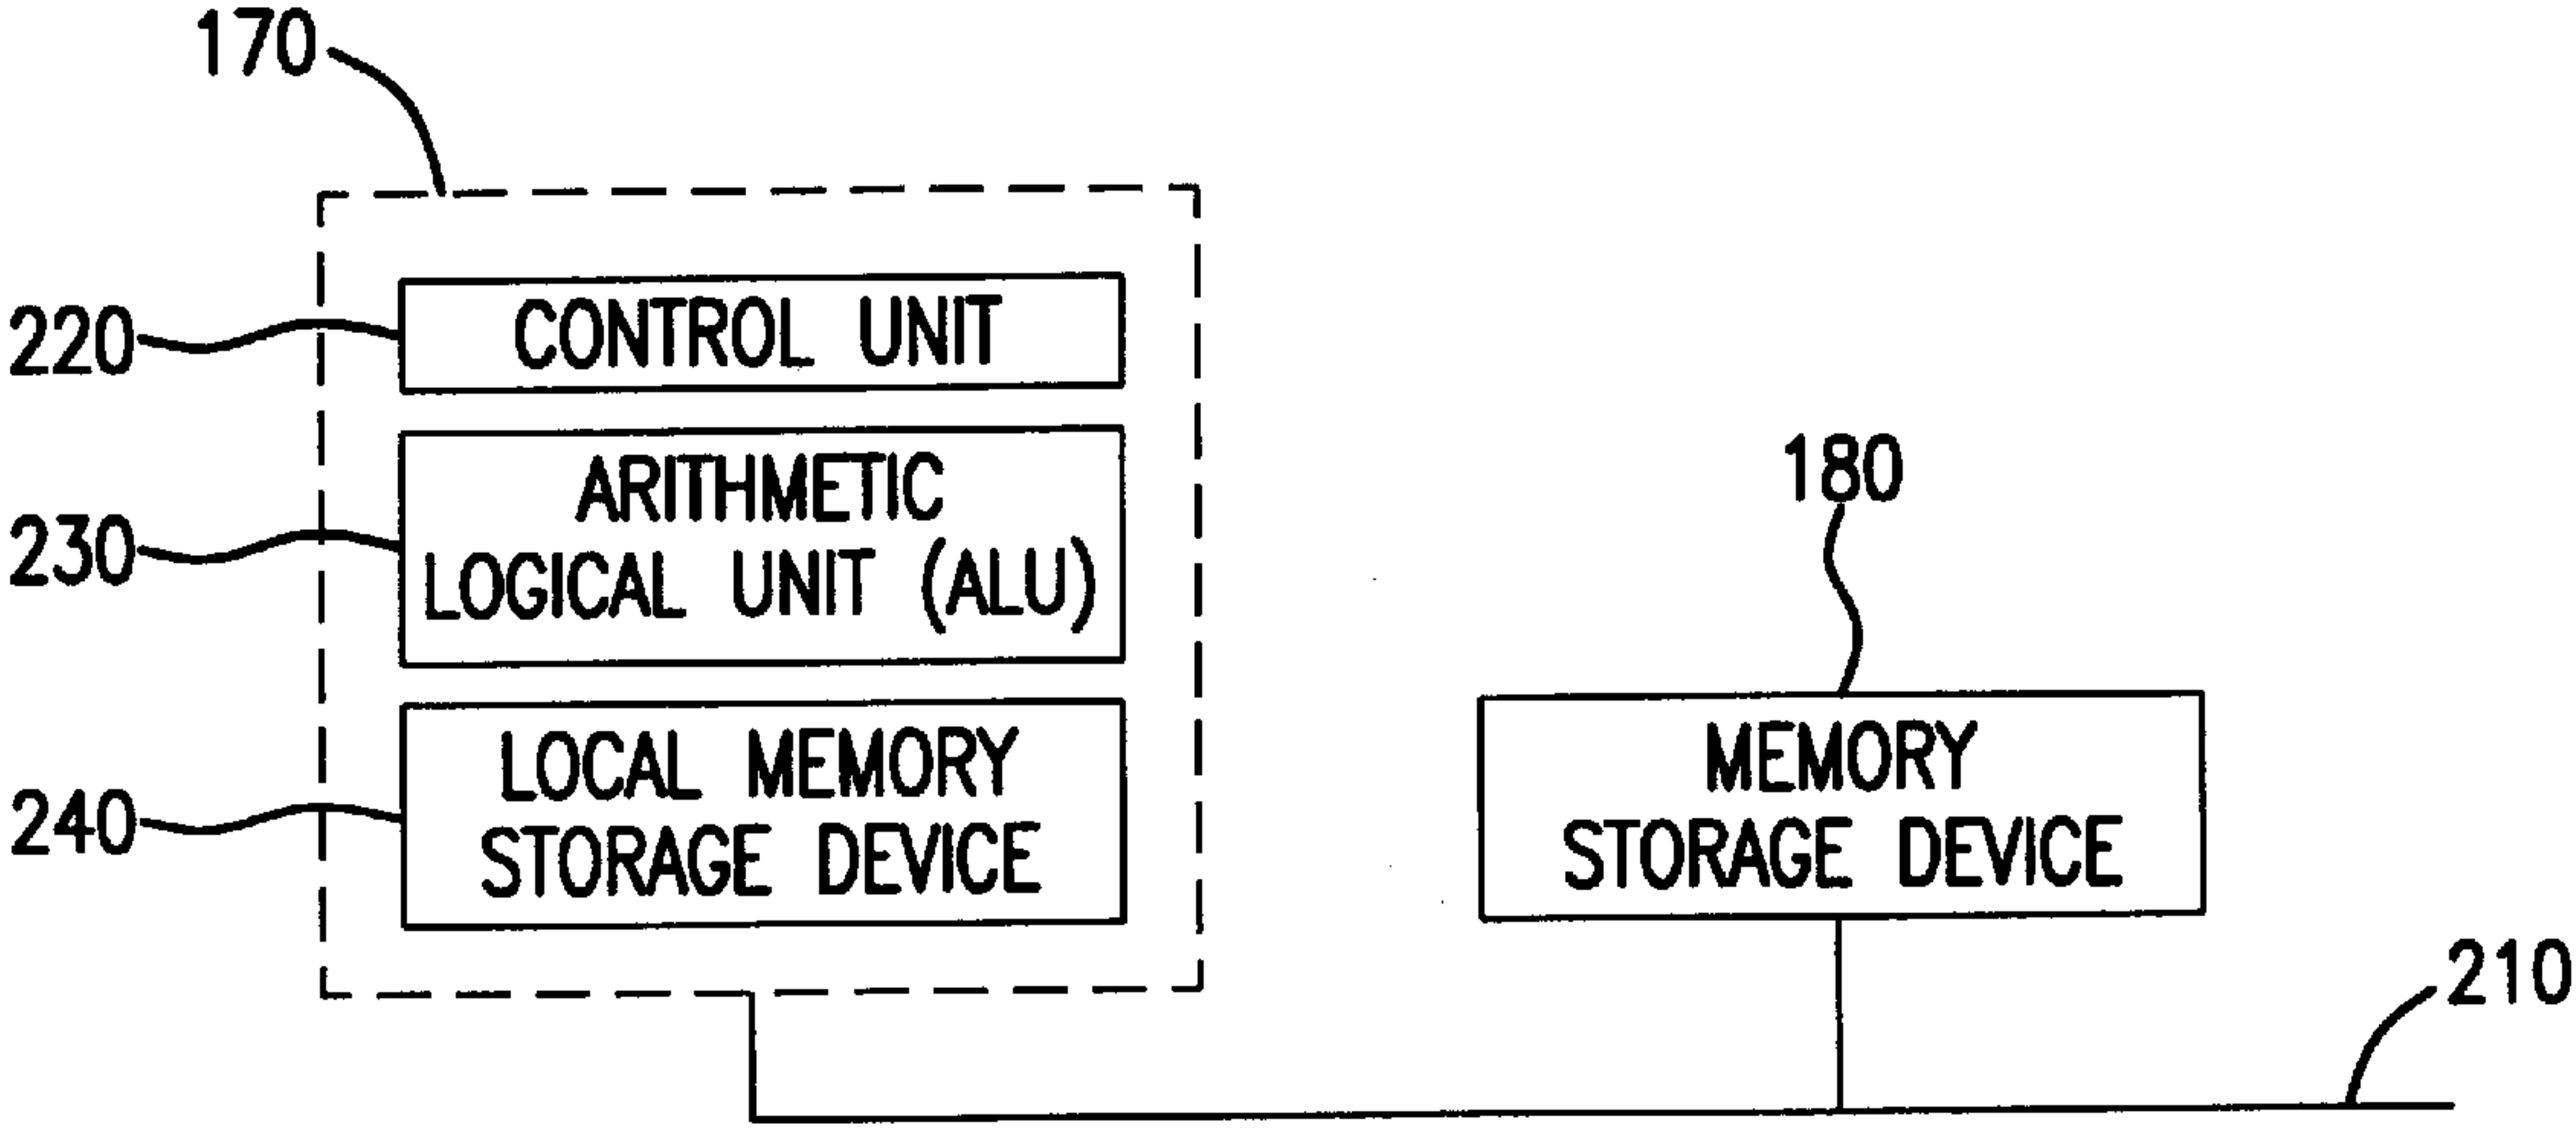 170
220
CONTROL UNIT
230
ARITHMETIC
LOGICAL UNIT (ALU)
240
LOCAL MEMORY
STORAGE DEVICE
180
MEMORY
STORAGE DEVICE
210